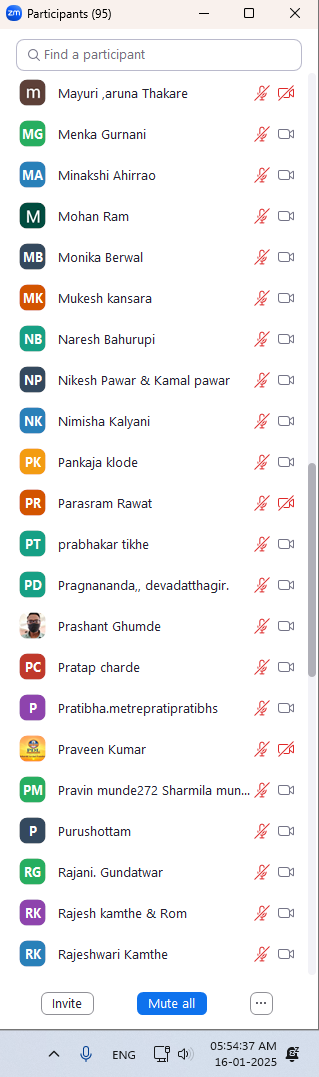 zm Participants (95)
Find a participant
m Mayuri ,aruna Thakare
MG Menka Gurnani
MA Minakshi Ahirrao
M Mohan Ram
MB Monika Berwal
MK Mukesh kansara
NB Naresh Bahurupi
NP Nikesh Pawar & Kamal pawar
NK Nimisha Kalyani
PK Pankaja klode
PR Parasram Rawat
PT prabhakar tikhe
PD Pragnananda,, devadatthagir.
Prashant Ghumde
PC Pratap charde
P Pratibha.metrepratipratibhs
Praveen Kumar
PM Pravin munde272 Sharmila mun...
P Purushottam
RG Rajani. Gundatwar
RK Rajesh kamthe & Rom
RK Rajeshwari Kamthe
Invite Mute all ...
ENG 05:54:37 AM
16-01-2025